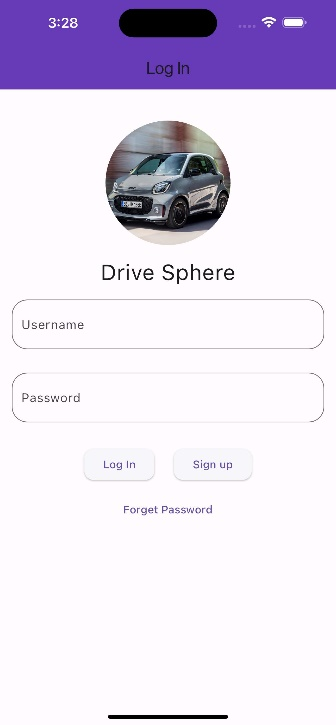 3:28
Log In
Drive Sphere
Username
Password
Log In
Sign up
Forget Password